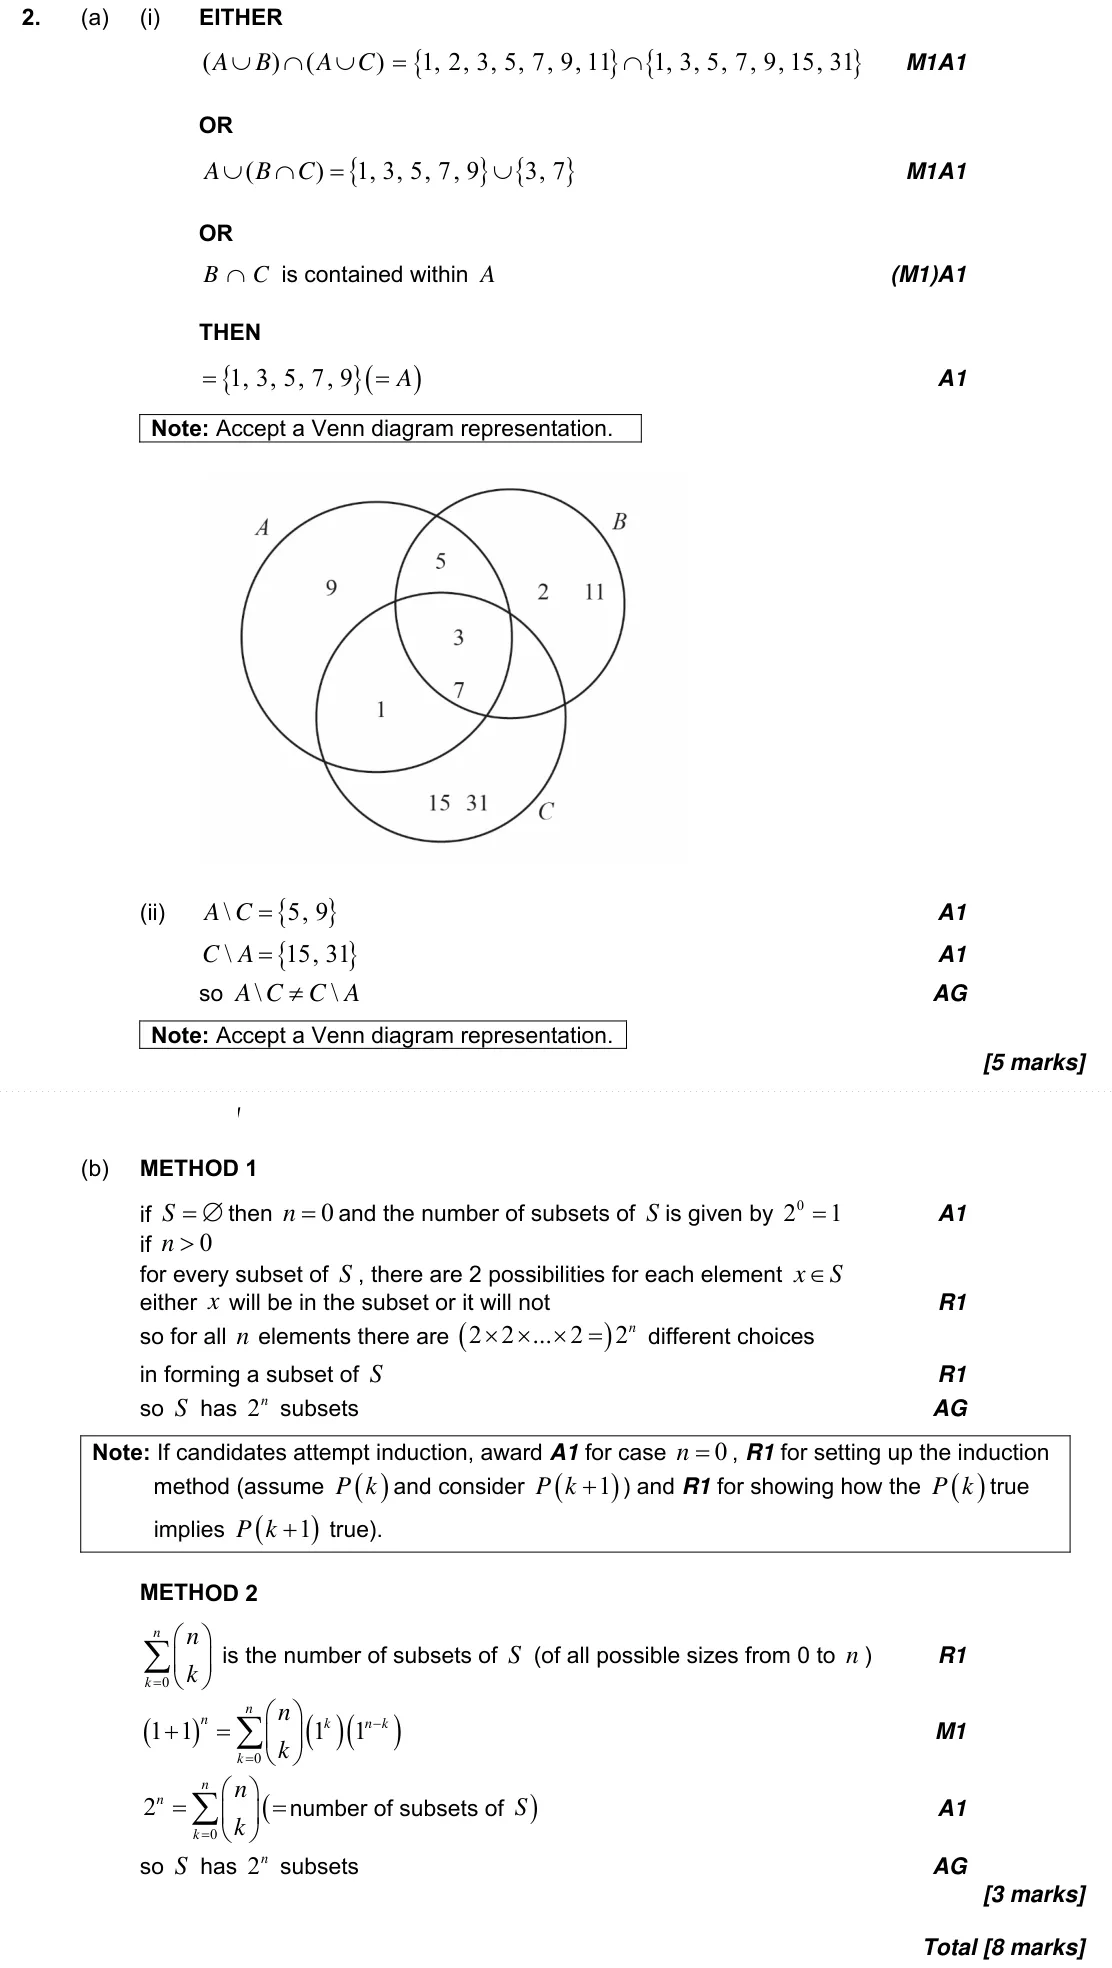 2. (a) (i) EITHER
(A∪B)∩(A∪C) = {1, 2, 3, 5, 7, 9, 11}∩{1, 3, 5, 7, 9, 15, 31} M1A1
OR
A∪(B∩C) = {1, 3, 5, 7, 9}∪{3, 7} M1A1
OR
B ∩ C is contained within A (M1)A1
THEN
= {1, 3, 5, 7, 9}(= A) A1
Note: Accept a Venn diagram representation.
A
B
5
9
2 11
3
7
1
15 31
C
(ii) A \ C = {5, 9} A1
C \ A = {15, 31} A1
so A \ C ≠ C \ A AG
Note: Accept a Venn diagram representation.
[5 marks]
(b) METHOD 1
if S = ∅ then n = 0 and the number of subsets of S is given by 2⁰ = 1 A1
if n > 0
for every subset of S , there are 2 possibilities for each element x ∈ S
either x will be in the subset or it will not R1
so for all n elements there are (2×2×...×2 =)2ⁿ different choices
in forming a subset of S R1
so S has 2ⁿ subsets AG
Note: If candidates attempt induction, award A1 for case n = 0 , R1 for setting up the induction
method (assume P(k) and consider P(k +1) ) and R1 for showing how the P(k) true
implies P(k +1) true).
METHOD 2
∑_{k=0}^{n} (n k) is the number of subsets of S (of all possible sizes from 0 to n ) R1
(1+1)ⁿ = ∑_{k=0}^{n} (n k)(1^k)(1^{n−k}) M1
2ⁿ = ∑_{k=0}^{n} (n k)(= number of subsets of S) A1
so S has 2ⁿ subsets AG
[3 marks]
Total [8 marks]